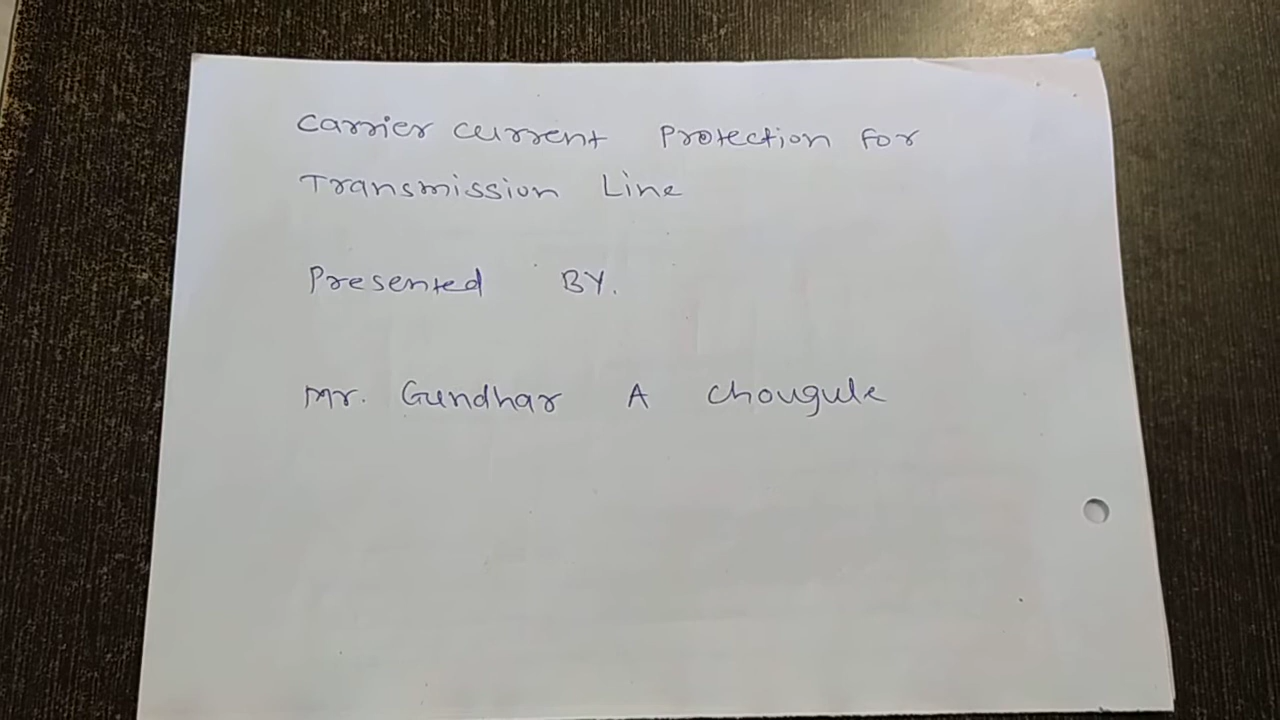 Carrier current Protection For
Transmission Line
Presented BY.
Mr. Gundhar A Chougule